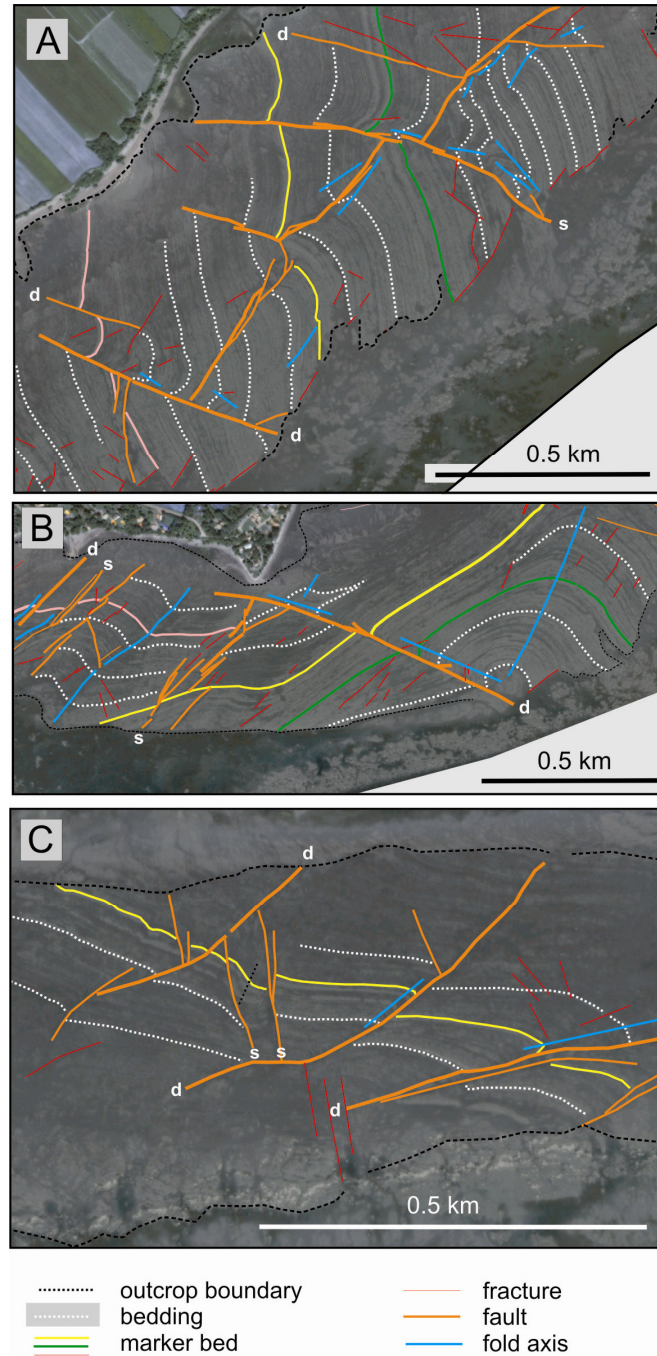 A
d
s
d
d
0.5 km
B
d
s
s
d
0.5 km
C
d
s s
d
d
0.5 km
outcrop boundary
bedding
marker bed
fracture
fault
fold axis